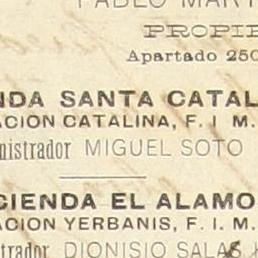 PABLO MART
PROPIE
Apartado 250
NDA SANTA CATAL
ACION CATALINA, F. I M.
nistrador MIGUEL SOTO
CIENDA EL ALAMO
ACION YERBANIS, F. I M.
trador DIONISIO SALAS